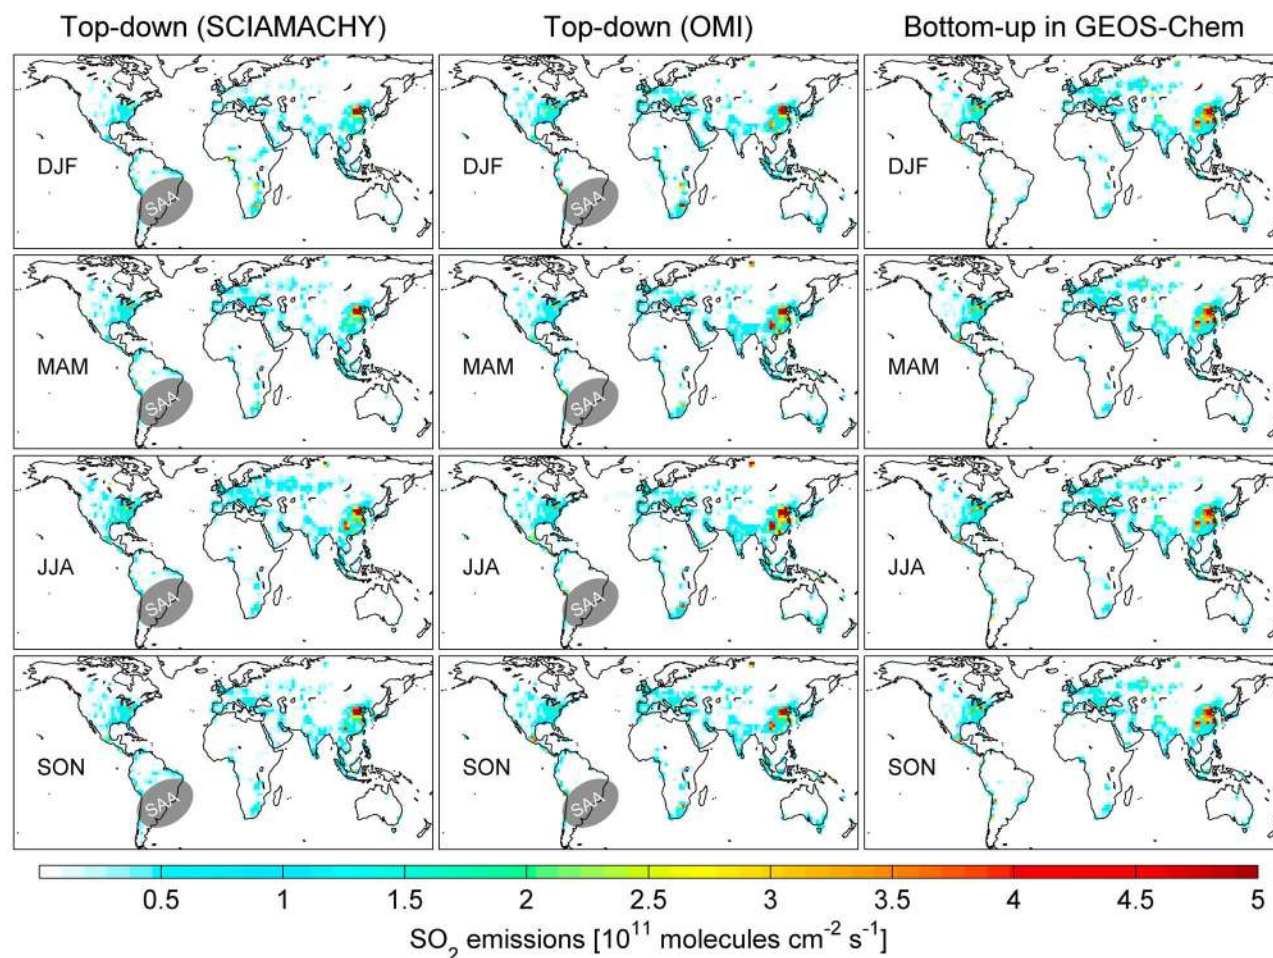 Top-down (SCIAMACHY) Top-down (OMI) Bottom-up in GEOS-Chem
DJF SAA DJF SAA DJF
MAM SAA MAM SAA MAM
JJA SAA JJA SAA JJA
SON SAA SON SAA SON
0.5 1 1.5 2 2.5 3 3.5 4 4.5 5
SO₂ emissions [10¹¹ molecules cm⁻² s⁻¹]